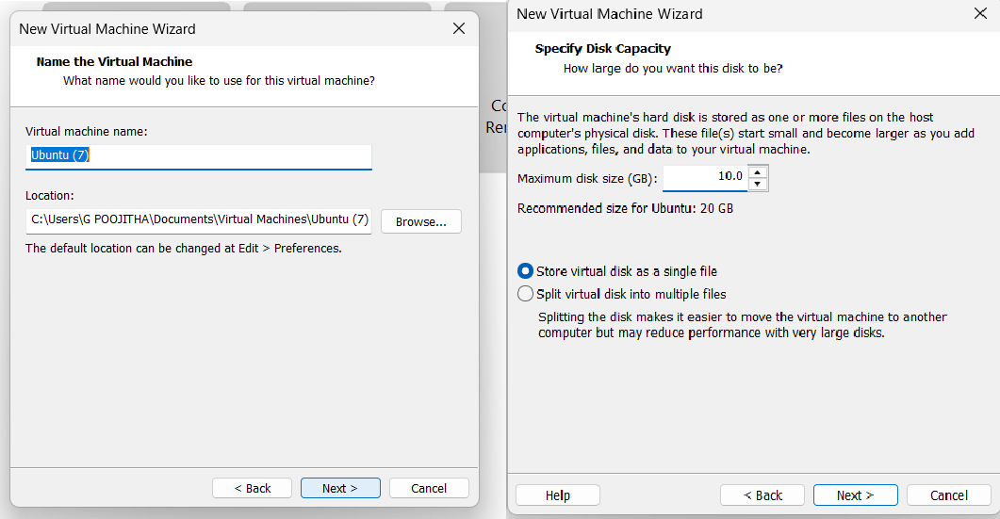 New Virtual Machine Wizard
Name the Virtual Machine
What name would you like to use for this virtual machine?
Virtual machine name:
Ubuntu (7)
Location:
C:\Users\G POOJITHA\Documents\Virtual Machines\Ubuntu (7)
Browse...
The default location can be changed at Edit > Preferences.
< Back
Next >
Cancel
New Virtual Machine Wizard
Specify Disk Capacity
How large do you want this disk to be?
The virtual machine's hard disk is stored as one or more files on the host
computer's physical disk. These file(s) start small and become larger as you add
applications, files, and data to your virtual machine.
Maximum disk size (GB):
10.0
Recommended size for Ubuntu: 20 GB
Store virtual disk as a single file
Split virtual disk into multiple files
Splitting the disk makes it easier to move the virtual machine to another
computer but may reduce performance with very large disks.
Help
< Back
Next >
Cancel